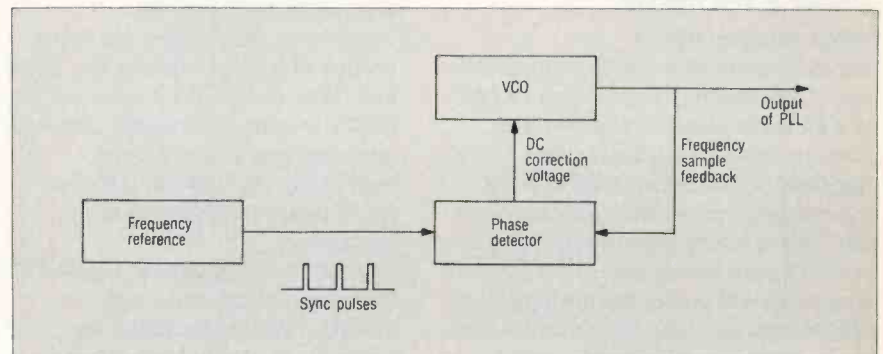 VCO
Output
of PLL
DC
correction
voltage
Frequency
sample
feedback
Frequency
reference
Phase
detector
Sync pulses